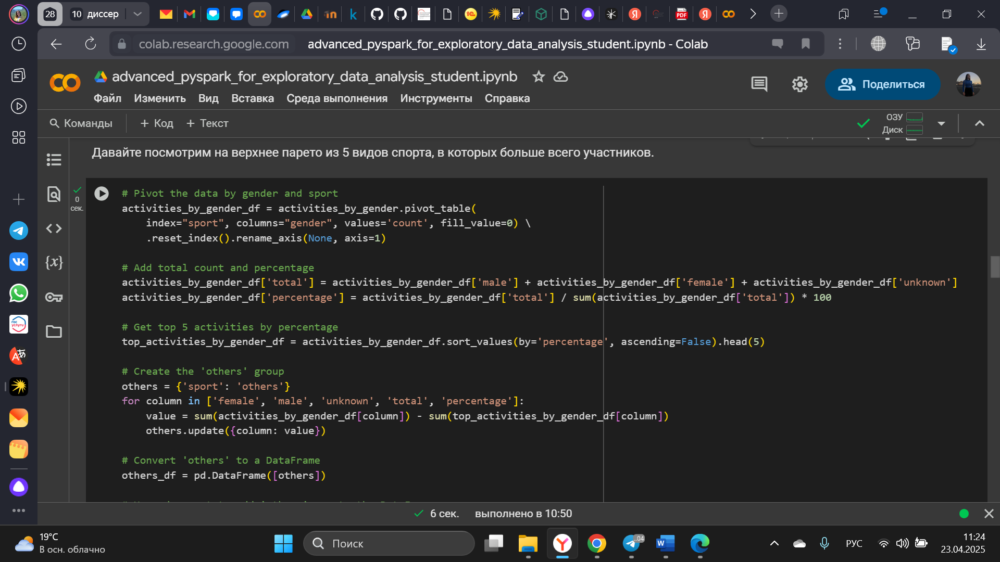 28
10 диссер
colab.research.google.com
advanced_pyspark_for_exploratory_data_analysis_student.ipynb - Colab
advanced_pyspark_for_exploratory_data_analysis_student.ipynb
Файл Изменить Вид Вставка Среда выполнения Инструменты Справка
Поделиться
Команды
+ Код + Текст
ОЗУ
Диск
Давайте посмотрим на верхнее парето из 5 видов спорта, в которых больше всего участников.
0
сек.
# Pivot the data by gender and sport
activities_by_gender_df = activities_by_gender.pivot_table(
    index="sport", columns="gender", values='count', fill_value=0) \
    .reset_index().rename_axis(None, axis=1)
# Add total count and percentage
activities_by_gender_df['total'] = activities_by_gender_df['male'] + activities_by_gender_df['female'] + activities_by_gender_df['unknown']
activities_by_gender_df['percentage'] = activities_by_gender_df['total'] / sum(activities_by_gender_df['total']) * 100
# Get top 5 activities by percentage
top_activities_by_gender_df = activities_by_gender_df.sort_values(by='percentage', ascending=False).head(5)
# Create the 'others' group
others = {'sport': 'others'}
for column in ['female', 'male', 'unknown', 'total', 'percentage']:
    value = sum(activities_by_gender_df[column]) - sum(top_activities_by_gender_df[column])
    others.update({column: value})
# Convert 'others' to a DataFrame
others_df = pd.DataFrame([others])
6 сек. выполнено в 10:50
19°C
В осн. облачно
Поиск
РУС
11:24
23.04.2025